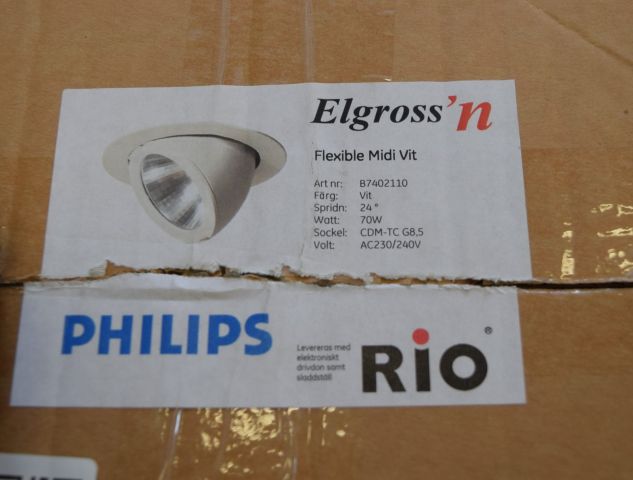 Elgross'n
Flexible Midi Vit
Art nr: B7402110
Färg: Vit
Spridn: 24°
Watt: 70W
Sockel: CDM-TC G8,5
Volt: AC230/240V
PHILIPS
Levereras med
elektroniskt
drivdon samt
sladdställ
RIO®